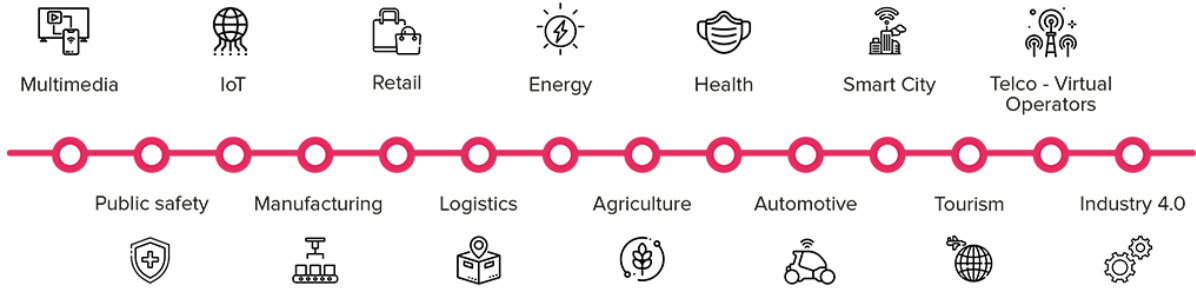 Multimedia
IoT
Retail
Energy
Health
Smart City
Telco - Virtual
Operators
Public safety
Manufacturing
Logistics
Agriculture
Automotive
Tourism
Industry 4.0